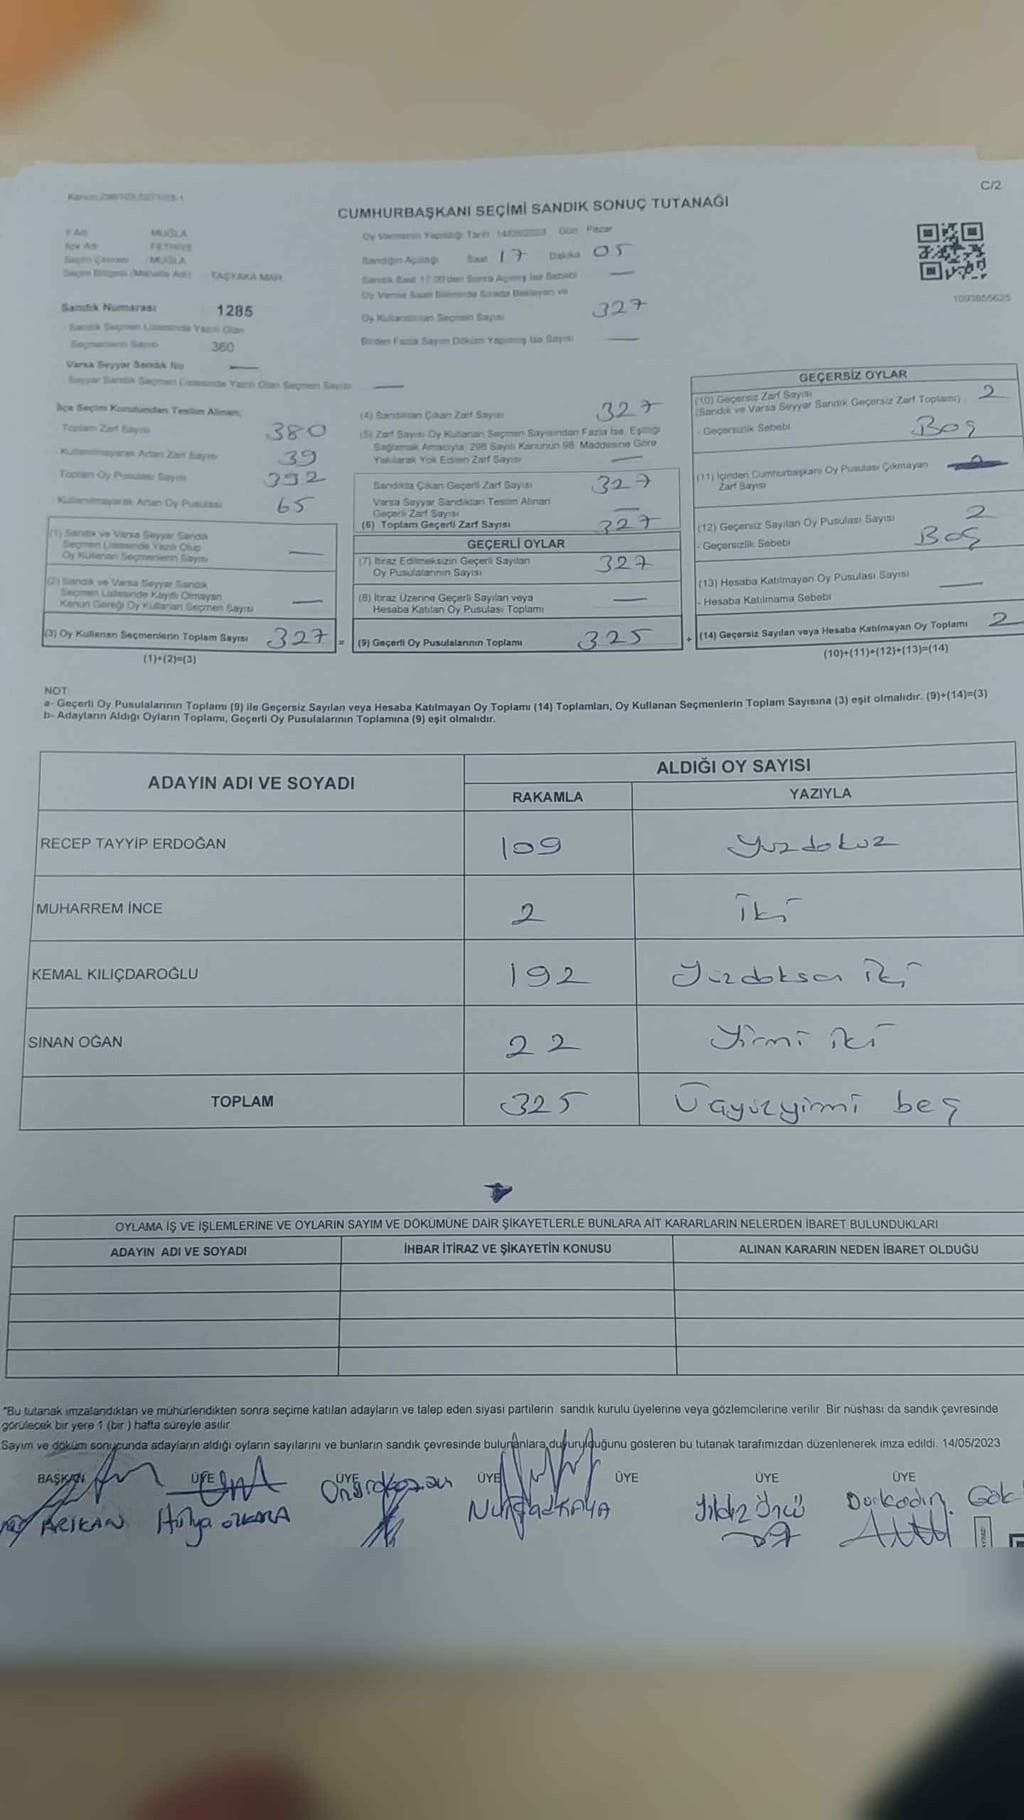 C/2
CUMHURBAŞKANI SEÇİMİ SANDIK SONUÇ TUTANAĞI
İl Adı MUĞLA
İlçe Adı FETHİYE
Seçim Çevresi MUĞLA
Seçim Bölgesi (Mahalle Adı) TAŞYAKA MAH.
Sandık Numarası 1285
Sandık Seçmen Listesinde Yazılı Olan
Seçmenlerin Sayısı 360
Varsa Seyyar Sandık No —
Seyyar Sandık Seçmen Listesinde Yazılı Olan Seçmen Sayısı —
Oy Vermenin Yapıldığı Tarih 14/05/2023 Gün Pazar
Sandığın Açıldığı Saat 17 Dakika 05
Sandık Saat 17:00'den Sonra Açılmış İse Sebebi —
Oy Verme Saati Bitiminde Sırada Bekleyen ve
Oy Kullandırılan Seçmen Sayısı 327
Birden Fazla Sayım Döküm Yapılmış İse Sayısı —
1093855625
İlçe Seçim Kurulundan Teslim Alınan;
Toplam Zarf Sayısı 380
Kullanılmayarak Artan Zarf Sayısı 39
Toplam Oy Pusulası Sayısı 392
Kullanılmayarak Artan Oy Pusulası 65
(1) Sandık ve Varsa Seyyar Sandık
Seçmen Listesinde Yazılı Olup
Oy Kullanan Seçmenlerin Sayısı —
(2) Sandık ve Varsa Seyyar Sandık
Seçmen Listesinde Kayıtlı Olmayan
Kanun Gereği Oy Kullanan Seçmen Sayısı —
(3) Oy Kullanan Seçmenlerin Toplam Sayısı 327 =
(1)+(2)=(3)
(4) Sandıktan Çıkan Zarf Sayısı 327
(5) Zarf Sayısı Oy Kullanan Seçmen Sayısından Fazla İse, Eşitliği
Sağlamak Amacıyla, 298 Sayılı Kanunun 98. Maddesine Göre
Yakılarak Yok Edilen Zarf Sayısı —
Sandıkta Çıkan Geçerli Zarf Sayısı 327
Varsa Seyyar Sandıktan Teslim Alınan
Geçerli Zarf Sayısı —
(6) Toplam Geçerli Zarf Sayısı 327
GEÇERLİ OYLAR
(7) İtiraz Edilmeksizin Geçerli Sayılan
Oy Pusulalarının Sayısı 327
(8) İtiraz Üzerine Geçerli Sayılan veya
Hesaba Katılan Oy Pusulası Toplamı —
(9) Geçerli Oy Pusulalarının Toplamı 325 +
GEÇERSİZ OYLAR
(10) Geçersiz Zarf Sayısı
(Sandık ve Varsa Seyyar Sandık Geçersiz Zarf Toplamı) 2
- Geçersizlik Sebebi Boş
(11) İçinden Cumhurbaşkanı Oy Pusulası Çıkmayan
Zarf Sayısı
(12) Geçersiz Sayılan Oy Pusulası Sayısı 2
- Geçersizlik Sebebi Boş
(13) Hesaba Katılmayan Oy Pusulası Sayısı —
- Hesaba Katılmama Sebebi
(14) Geçersiz Sayılan veya Hesaba Katılmayan Oy Toplamı 2
(10)+(11)+(12)+(13)=(14)
NOT:
a- Geçerli Oy Pusulalarının Toplamı (9) ile Geçersiz Sayılan veya Hesaba Katılmayan Oy Toplamı (14) Toplamları, Oy Kullanan Seçmenlerin Toplam Sayısına (3) eşit olmalıdır. (9)+(14)=(3)
b- Adayların Aldığı Oyların Toplamı, Geçerli Oy Pusulalarının Toplamına (9) eşit olmalıdır.
ADAYIN ADI VE SOYADI ALDIĞI OY SAYISI
RAKAMLA YAZIYLA
RECEP TAYYİP ERDOĞAN 109 Yuzdokuz
MUHARREM İNCE 2 İki
KEMAL KILIÇDAROĞLU 192 Yuzdoksan iki
SİNAN OĞAN 22 Yirmi iki
TOPLAM 325 Üçyüzyirmi beş
OYLAMA İŞ VE İŞLEMLERİNE VE OYLARIN SAYIM VE DÖKÜMÜNE DAİR ŞİKAYETLERLE BUNLARA AİT KARARLARIN NELERDEN İBARET BULUNDUKLARI
ADAYIN ADI VE SOYADI İHBAR İTİRAZ VE ŞİKAYETİN KONUSU ALINAN KARARIN NEDEN İBARET OLDUĞU
"Bu tutanak imzalandıktan ve mühürlendikten sonra seçime katılan adayların ve talep eden siyasi partilerin sandık kurulu üyelerine veya gözlemcilerine verilir. Bir nüshası da sandık çevresinde
görülecek bir yere 1 (bir) hafta süreyle asılır.
Sayım ve döküm sonucunda adayların aldığı oyların sayılarını ve bunların sandık çevresinde bulunanlara duyurulduğunu gösteren bu tutanak tarafımızdan düzenlenerek imza edildi. 14/05/2023
BAŞKAN ÜYE ÜYE ÜYE ÜYE ÜYE ÜYE
ARIKAN Hülya Yıldız Öncü Gök